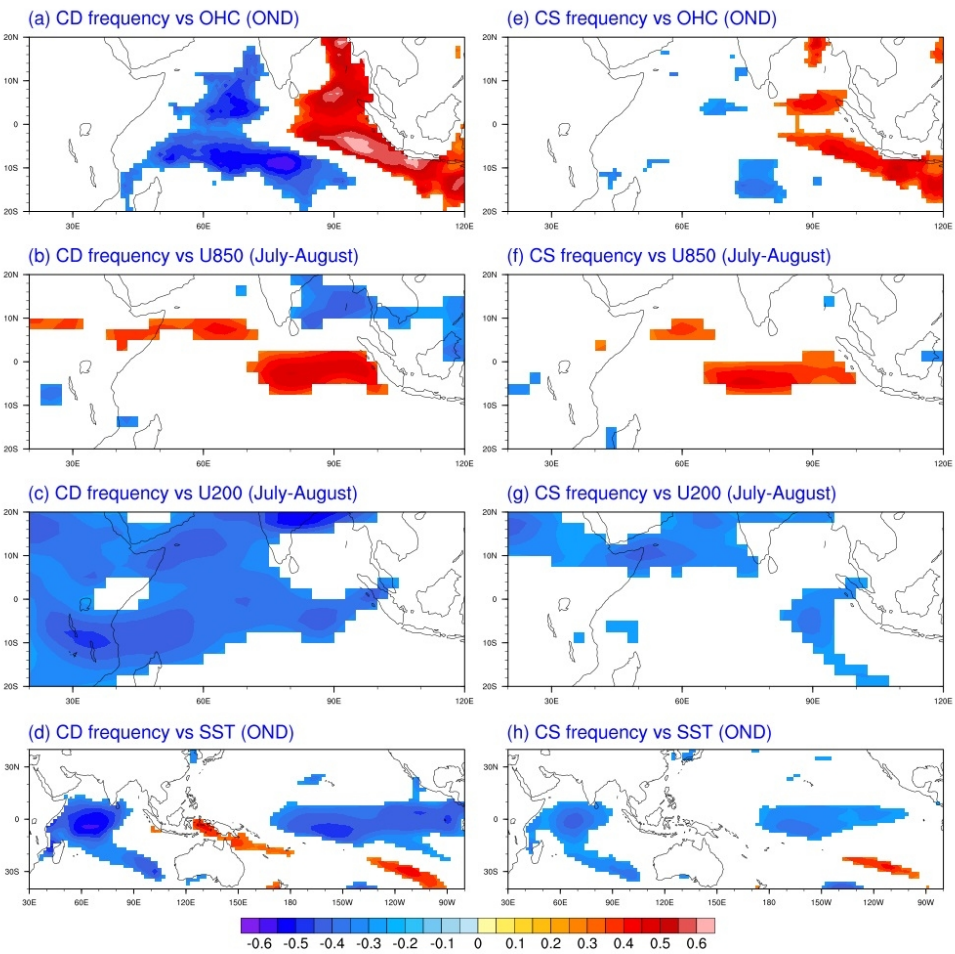 (a) CD frequency vs OHC (OND)
20N
10N
0
10S
20S
30E 60E 90E 120E
(b) CD frequency vs U850 (July-August)
20N
10N
0
10S
20S
30E 60E 90E 120E
(c) CD frequency vs U200 (July-August)
20N
10N
0
10S
20S
30E 60E 90E 120E
(d) CD frequency vs SST (OND)
30N
0
30S
30E 60E 90E 120E 150E 180 150W 120W 90W
(e) CS frequency vs OHC (OND)
20N
10N
0
10S
20S
30E 60E 90E 120E
(f) CS frequency vs U850 (July-August)
20N
10N
0
10S
20S
30E 60E 90E 120E
(g) CS frequency vs U200 (July-August)
20N
10N
0
10S
20S
30E 60E 90E 120E
(h) CS frequency vs SST (OND)
30N
0
30S
30E 60E 90E 120E 150E 180 150W 120W 90W
-0.6 -0.5 -0.4 -0.3 -0.2 -0.1 0 0.1 0.2 0.3 0.4 0.5 0.6